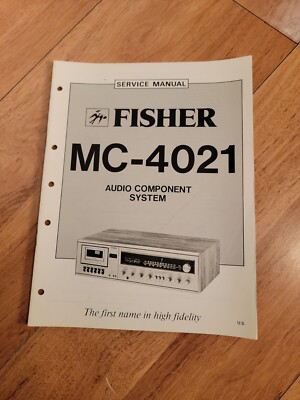 SERVICE MANUAL
FISHER
MC-4021
AUDIO COMPONENT
SYSTEM
The first name in high fidelity